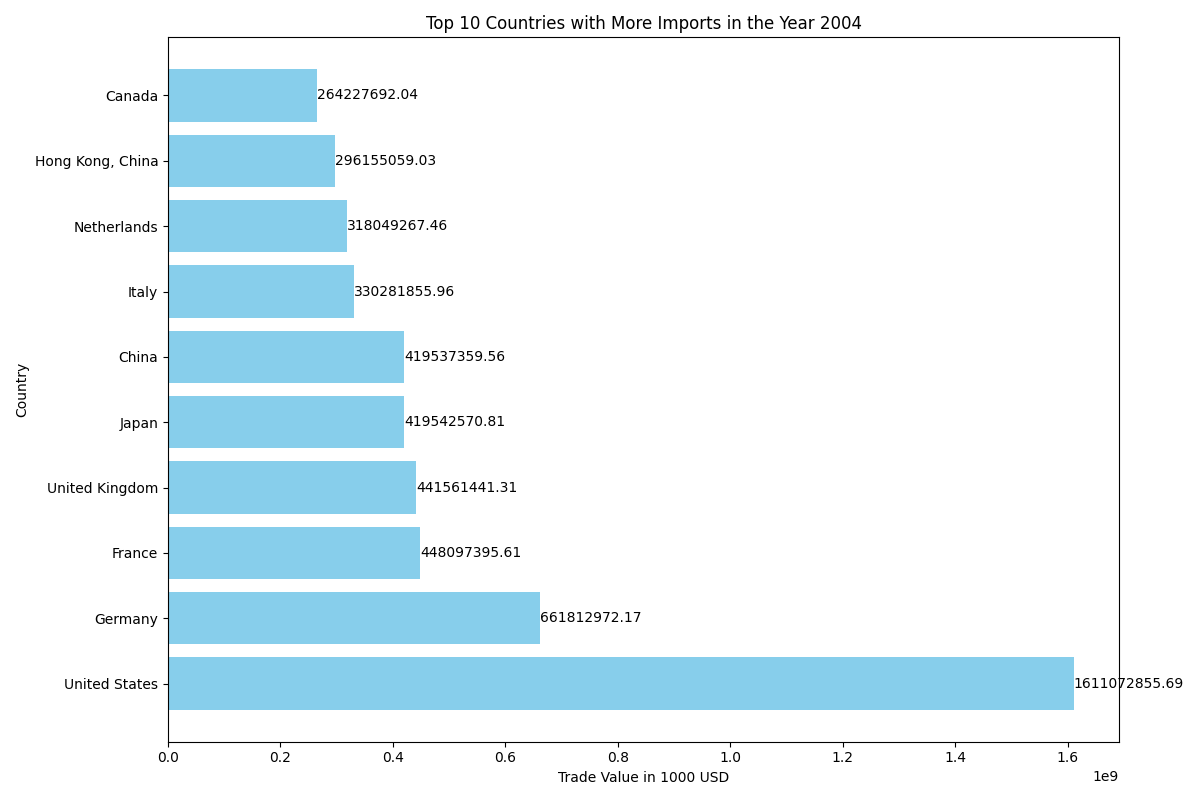 Top 10 Countries with More Imports in the Year 2004
Canada 264227692.04
Hong Kong, China 296155059.03
Netherlands 318049267.46
Italy 330281855.96
China 419537359.56
Japan 419542570.81
United Kingdom 441561441.31
France 448097395.61
Germany 661812972.17
United States 1611072855.69
Country
0.0 0.2 0.4 0.6 0.8 1.0 1.2 1.4 1.6
1e9
Trade Value in 1000 USD